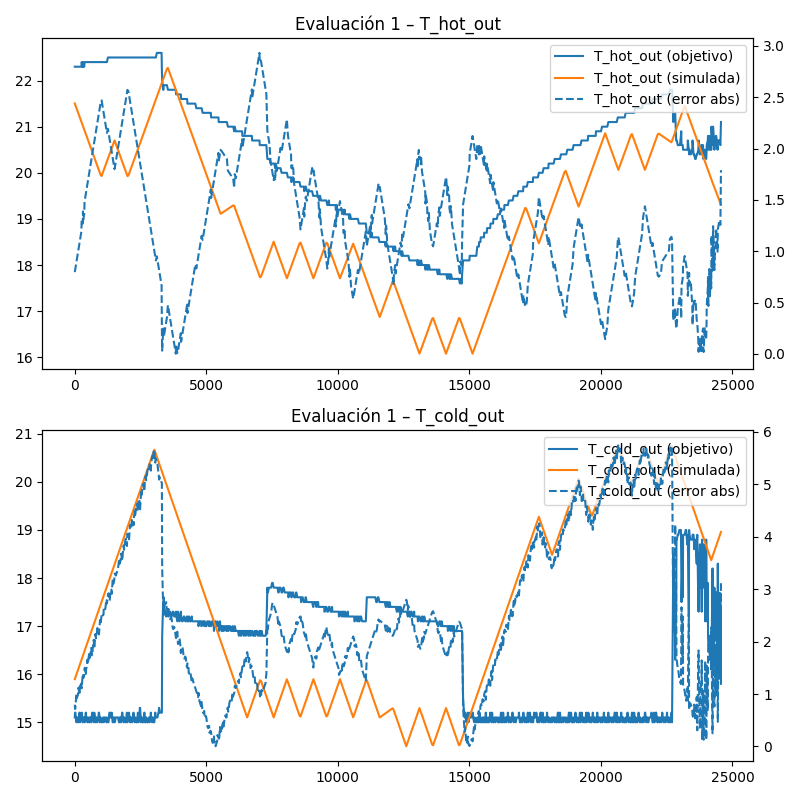 Evaluación 1 – T_hot_out
T_hot_out (objetivo)
T_hot_out (simulada)
T_hot_out (error abs)
22
21
20
19
18
17
16
3.0
2.5
2.0
1.5
1.0
0.5
0.0
0 5000 10000 15000 20000 25000
Evaluación 1 – T_cold_out
T_cold_out (objetivo)
T_cold_out (simulada)
T_cold_out (error abs)
21
20
19
18
17
16
15
6
5
4
3
2
1
0
0 5000 10000 15000 20000 25000